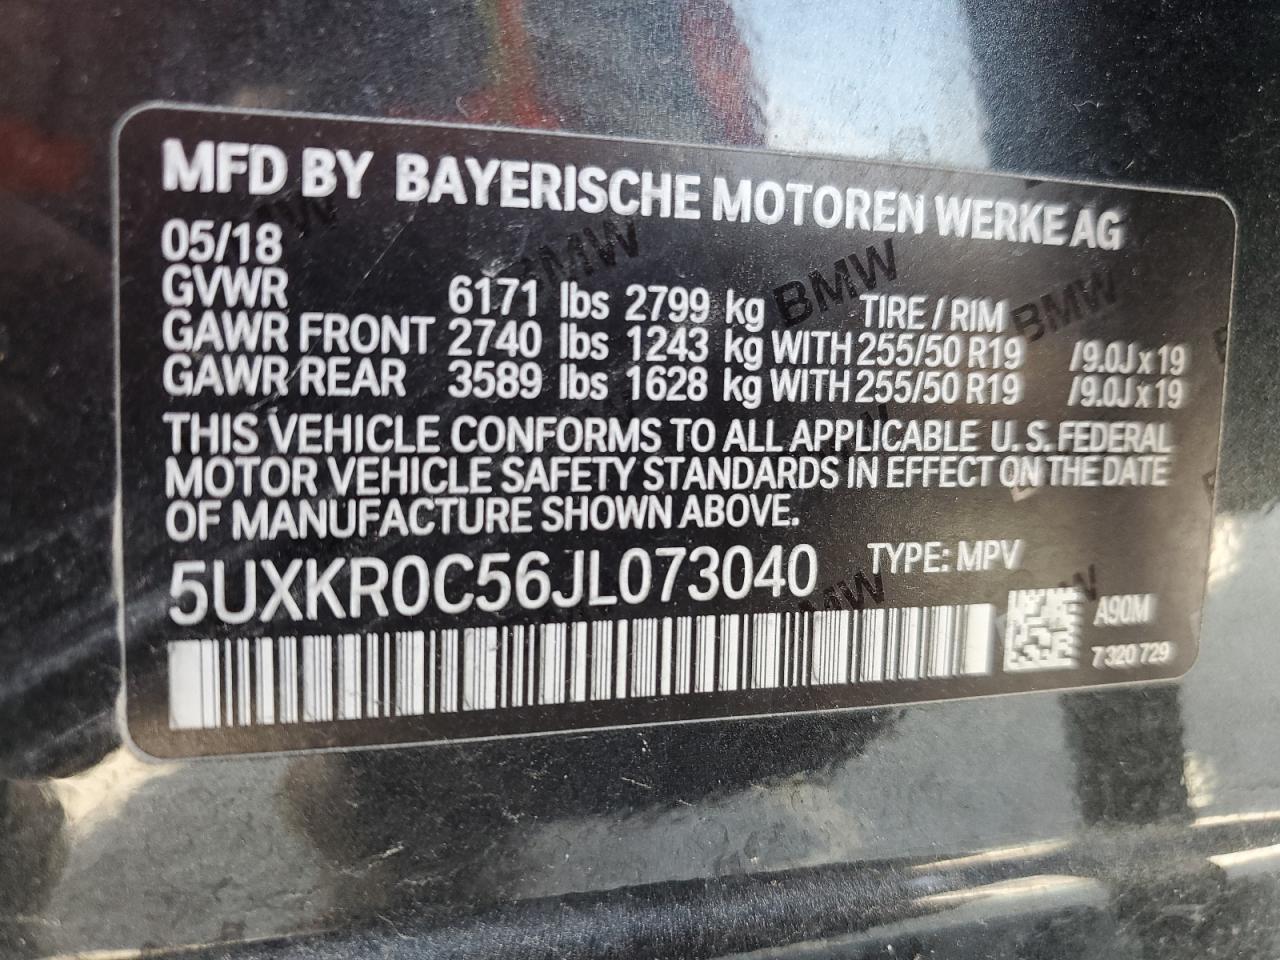 MFD BY BAYERISCHE MOTOREN WERKE AG
05/18
GVWR 6171 lbs 2799 kg TIRE / RIM
GAWR FRONT 2740 lbs 1243 kg WITH 255/50 R19 /9.0J x 19
GAWR REAR 3589 lbs 1628 kg WITH 255/50 R19 /9.0J x 19
THIS VEHICLE CONFORMS TO ALL APPLICABLE U.S. FEDERAL
MOTOR VEHICLE SAFETY STANDARDS IN EFFECT ON THE DATE
OF MANUFACTURE SHOWN ABOVE.
5UXKR0C56JL073040 TYPE: MPV
A90M
7 320 729
BMW
BMW
BMW